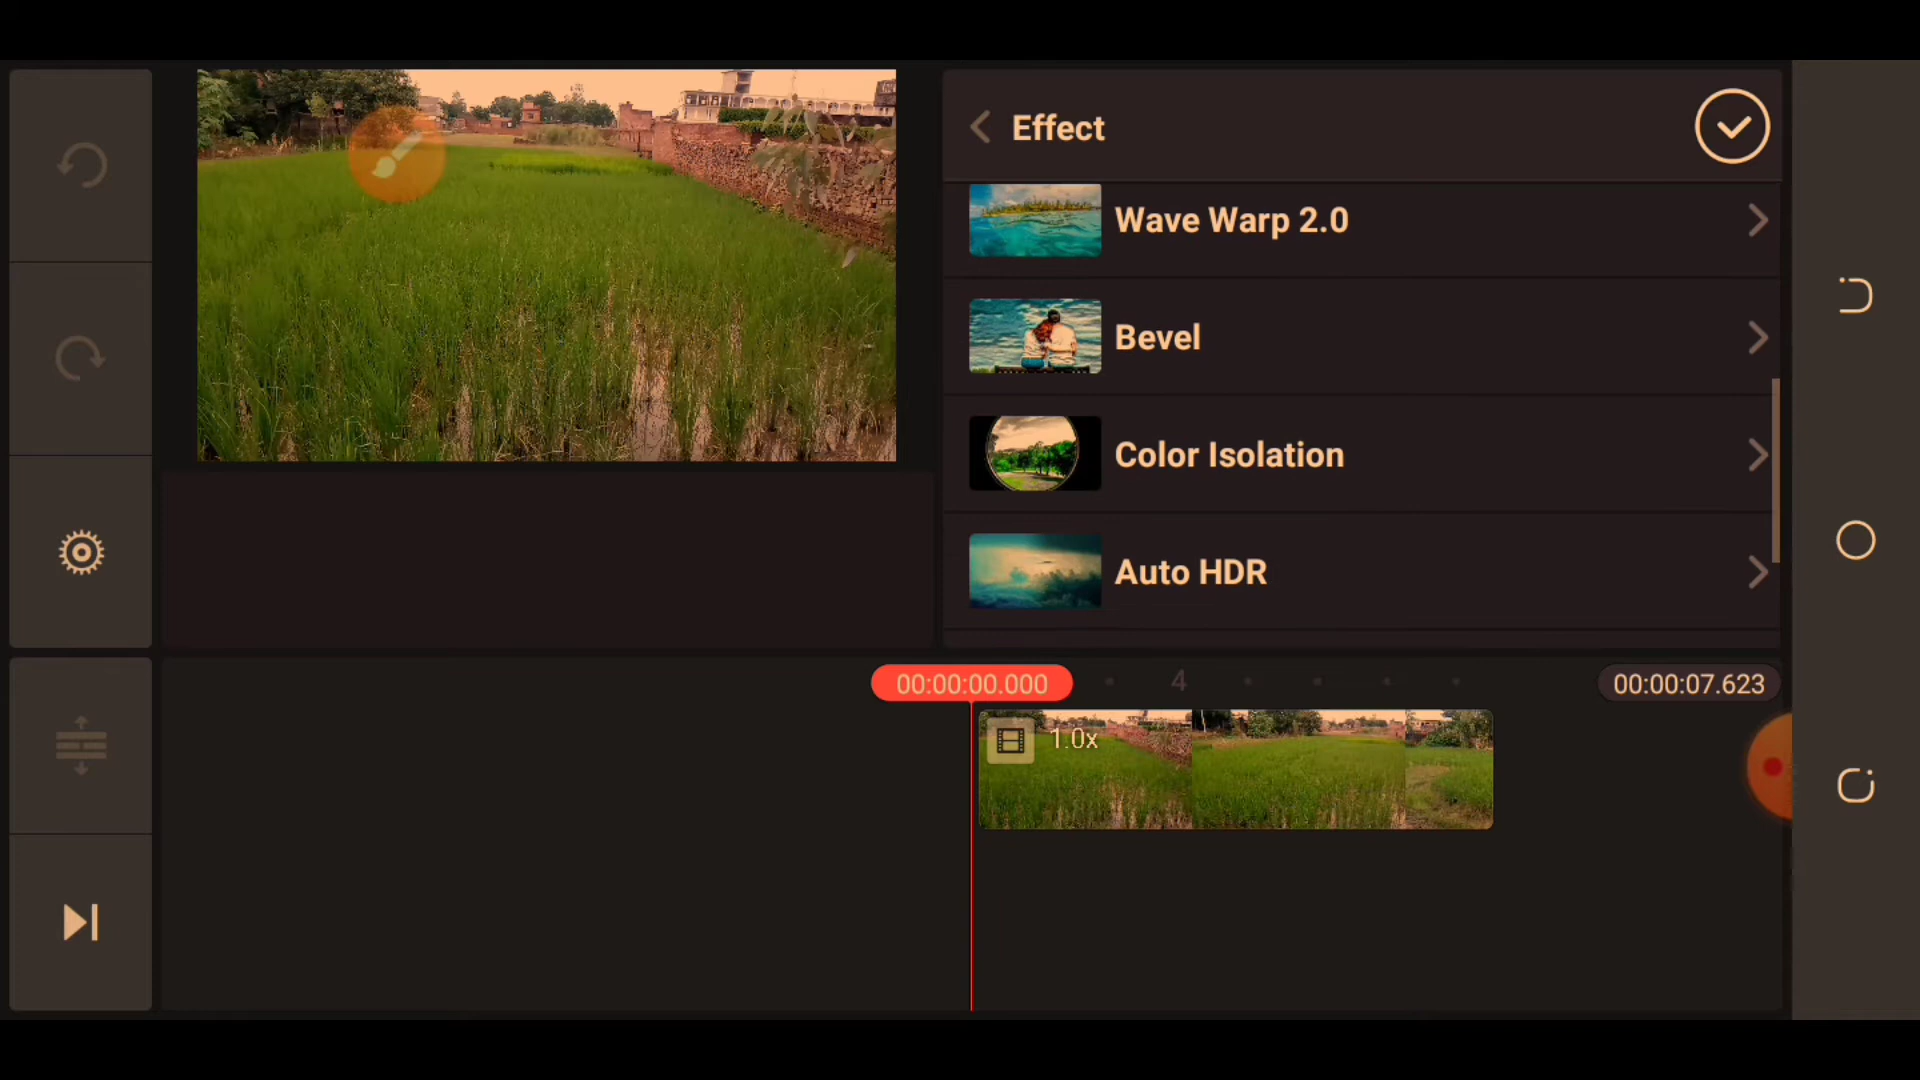 Effect
Wave Warp 2.0
Bevel
Color Isolation
Auto HDR
00:00:00.000
4
00:00:07.623
1.0x